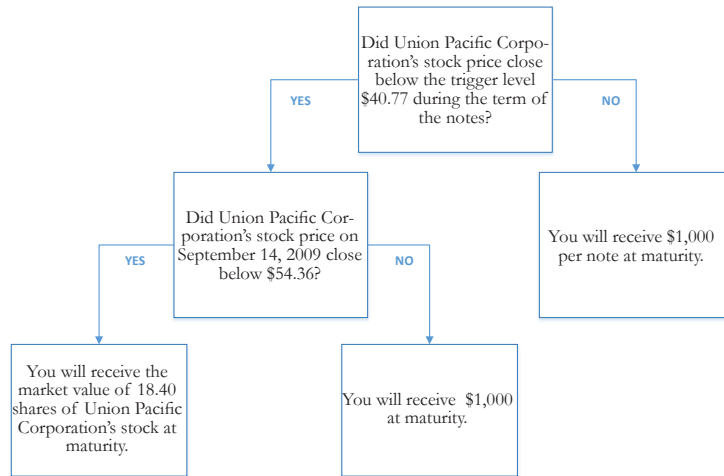 Did Union Pacific Corpo-
ration's stock price close
below the trigger level
$40.77 during the term of
the notes?
YES
NO
Did Union Pacific Cor-
poration's stock price on
September 14, 2009 close
below $54.36?
You will receive $1,000
per note at maturity.
YES
NO
You will receive the
market value of 18.40
shares of Union Pacific
Corporation's stock at
maturity.
You will receive $1,000
at maturity.